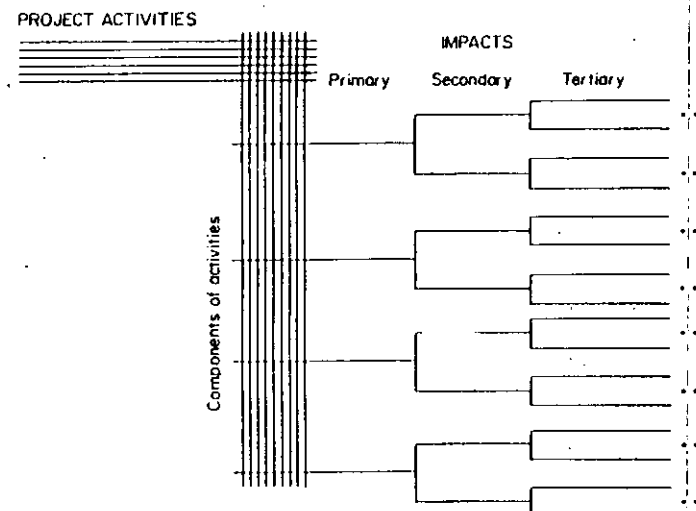 PROJECT ACTIVITIES
IMPACTS
Primary Secondary Tertiary
Components of activities